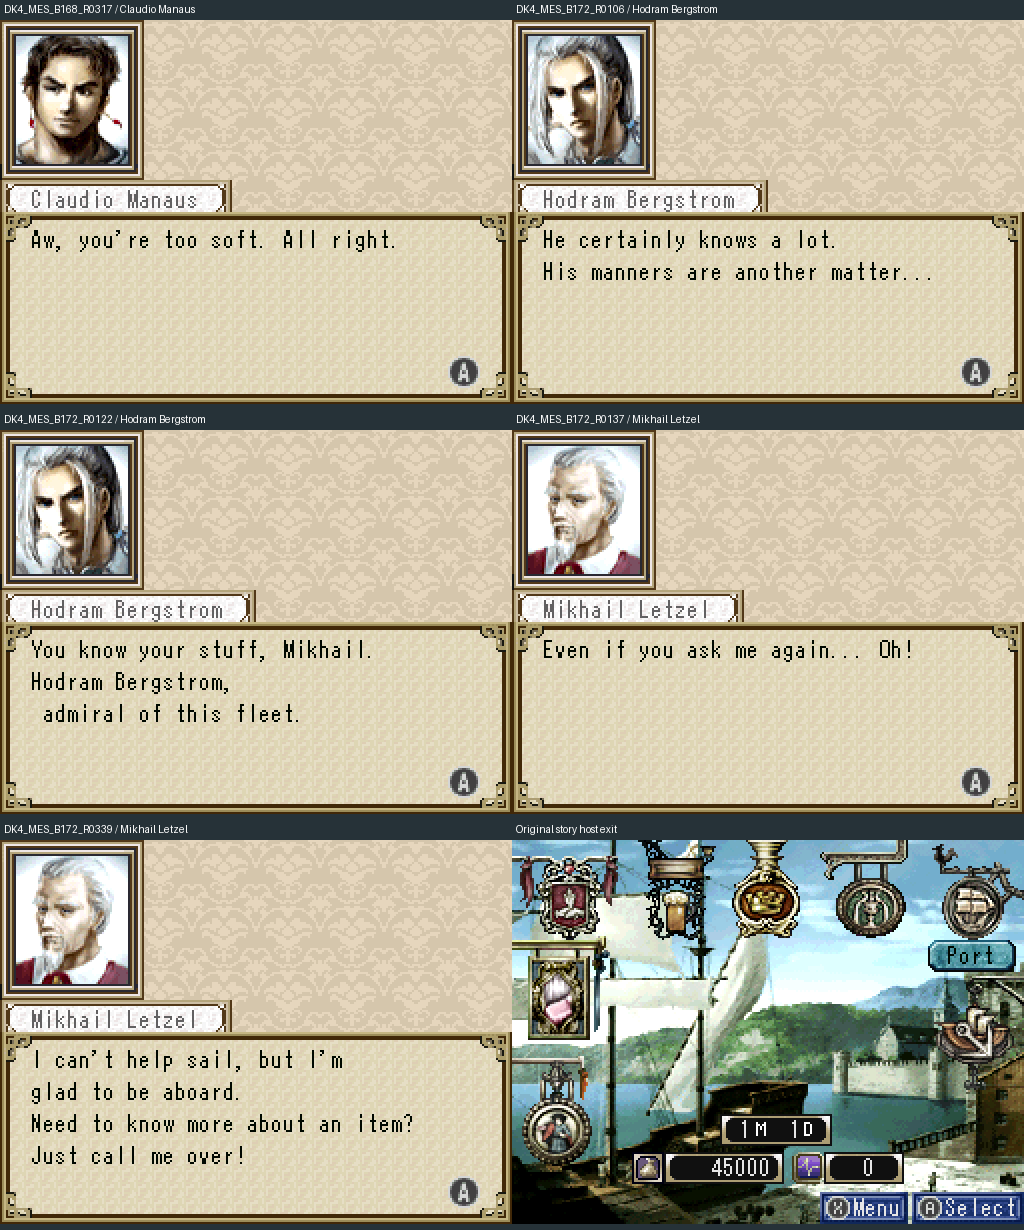 DK4_MES_B168_R0317 / Claudio Manaus
Claudio Manaus
Aw, you're too soft. All right.
A
DK4_MES_B172_R0106 / Hodram Bergstrom
Hodram Bergstrom
He certainly knows a lot.
His manners are another matter...
A
DK4_MES_B172_R0122 / Hodram Bergstrom
Hodram Bergstrom
You know your stuff, Mikhail.
Hodram Bergstrom,
admiral of this fleet.
A
DK4_MES_B172_R0137 / Mikhail Letzel
Mikhail Letzel
Even if you ask me again... Oh!
A
DK4_MES_B172_R0339 / Mikhail Letzel
Mikhail Letzel
I can't help sail, but I'm
glad to be aboard.
Need to know more about an item?
Just call me over!
A
Original story host exit
Port
1M 1D
45000
0
X Menu
A Select